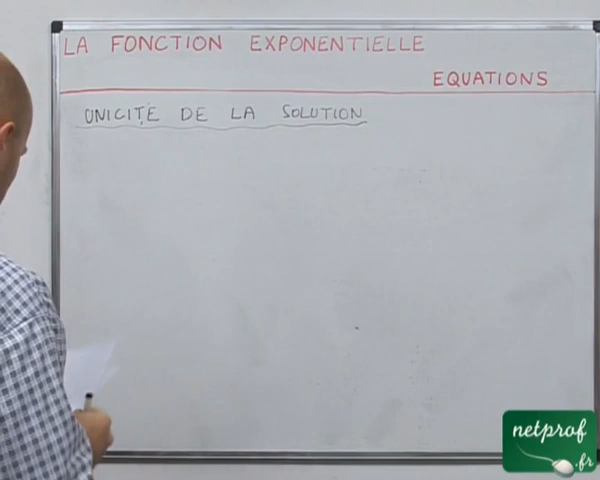 LA FONCTION EXPONENTIELLE
EQUATIONS
UNICITÉ DE LA SOLUTION
netprof
.fr